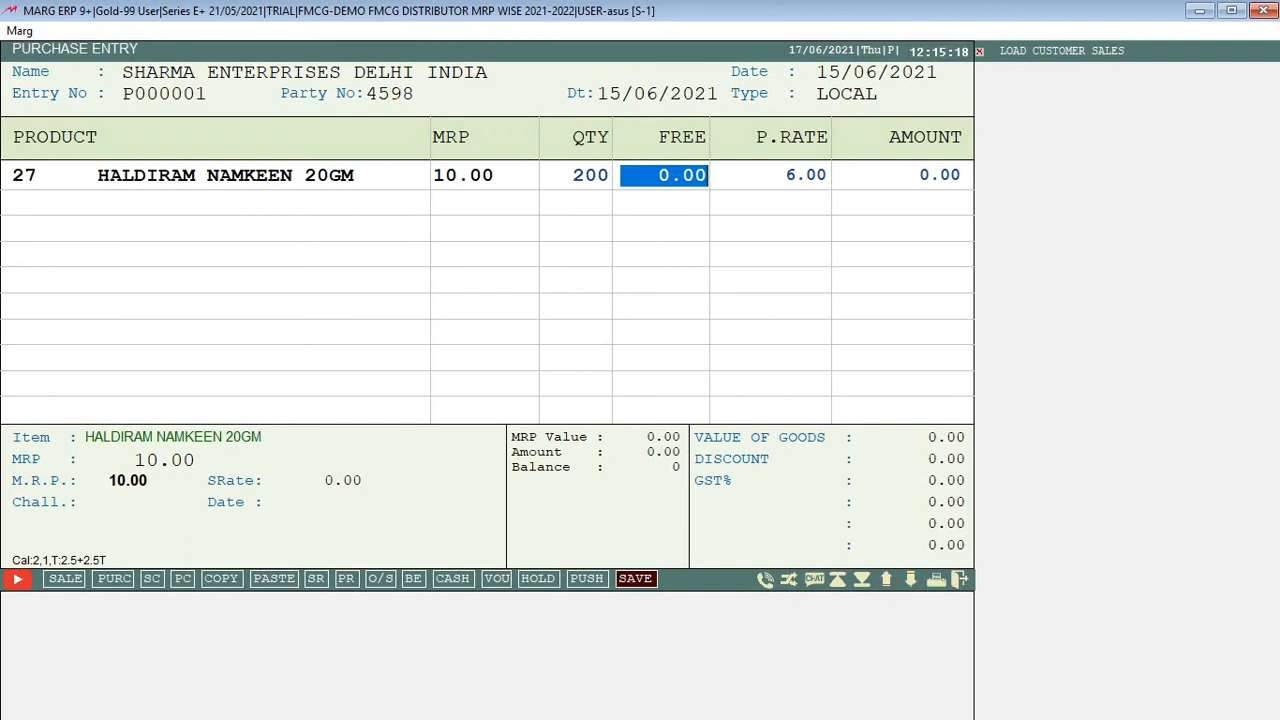 MARG ERP 9+|Gold-99 User|Series E+ 21/05/2021|TRIAL|FMCG-DEMO FMCG DISTRIBUTOR MRP WISE 2021-2022|USER-asus [S-1]
Marg
PURCHASE ENTRY 17/06/2021|Thu|P| 12:15:18 LOAD CUSTOMER SALES
Name : SHARMA ENTERPRISES DELHI INDIA Date : 15/06/2021
Entry No : P000001 Party No:4598 Dt:15/06/2021 Type : LOCAL
PRODUCT MRP QTY FREE P.RATE AMOUNT
27 HALDIRAM NAMKEEN 20GM 10.00 200 0.00 6.00 0.00
Item : HALDIRAM NAMKEEN 20GM MRP Value : 0.00 VALUE OF GOODS : 0.00
MRP : 10.00 Amount : 0.00 DISCOUNT : 0.00
M.R.P.: 10.00 SRate: 0.00 Balance : 0 GST% : 0.00
Chall.: Date : : 0.00
: 0.00
: 0.00
Cal:2,1,T:2.5+2.5T
SALE PURC SC PC COPY PASTE SR PR O/S BE CASH VOU HOLD PUSH SAVE CHAT